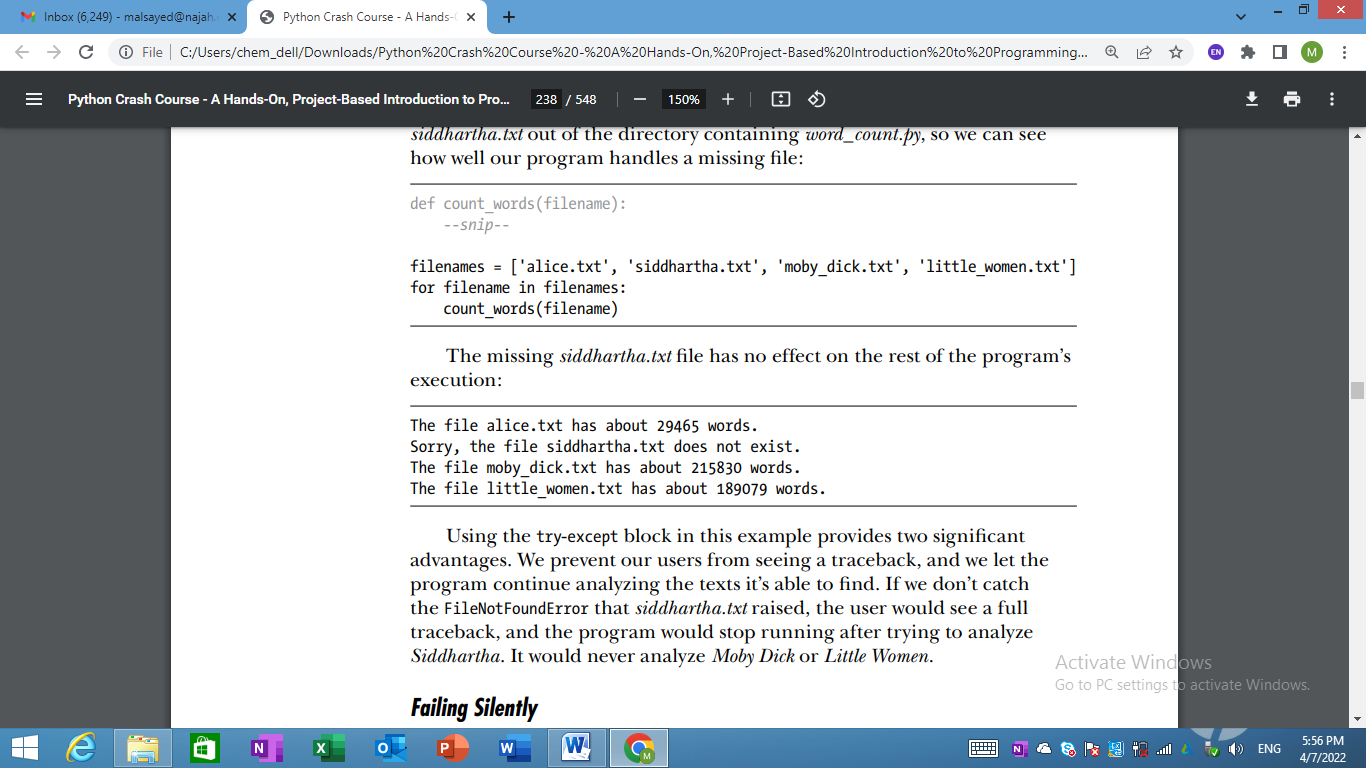 Inbox (6,249) - malsayed@najah.
Python Crash Course - A Hands-O
File
C:/Users/chem_dell/Downloads/Python%20Crash%20Course%20-%20A%20Hands-On,%20Project-Based%20Introduction%20to%20Programming...
EN
M
Python Crash Course - A Hands-On, Project-Based Introduction to Pro...
238 / 548
150%
siddhartha.txt out of the directory containing word_count.py, so we can see
how well our program handles a missing file:
def count_words(filename):
--snip--
filenames = ['alice.txt', 'siddhartha.txt', 'moby_dick.txt', 'little_women.txt']
for filename in filenames:
count_words(filename)
The missing siddhartha.txt file has no effect on the rest of the program's
execution:
The file alice.txt has about 29465 words.
Sorry, the file siddhartha.txt does not exist.
The file moby_dick.txt has about 215830 words.
The file little_women.txt has about 189079 words.
Using the try-except block in this example provides two significant
advantages. We prevent our users from seeing a traceback, and we let the
program continue analyzing the texts it's able to find. If we don't catch
the FileNotFoundError that siddhartha.txt raised, the user would see a full
traceback, and the program would stop running after trying to analyze
Siddhartha. It would never analyze Moby Dick or Little Women.
Failing Silently
Activate Windows
Go to PC settings to activate Windows.
ENG
5:56 PM
4/7/2022